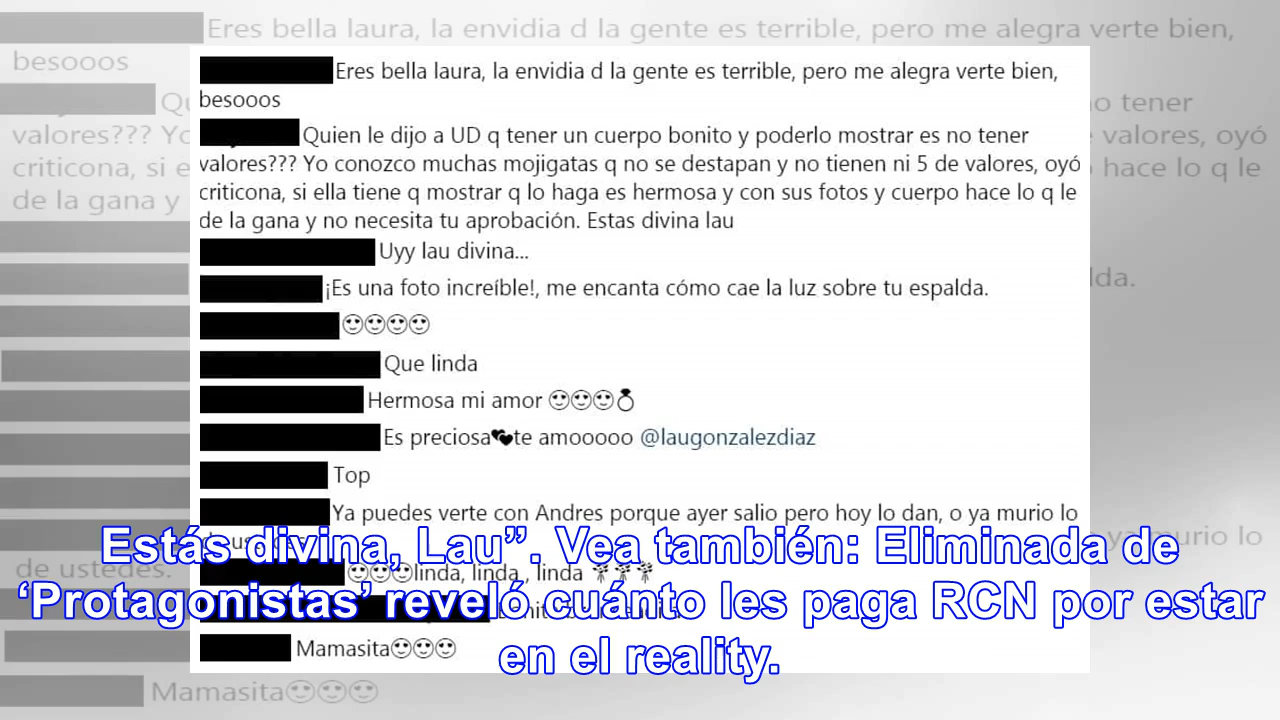 Eres bella laura, la envidia d la gente es terrible, pero me alegra verte bien,
besooos
Quien le dijo a UD q tener un cuerpo bonito y poderlo mostrar es no tener
valores??? Yo conozco muchas mojigatas q no se destapan y no tienen ni 5 de valores, oyó
criticona, si ella tiene q mostrar q lo haga es hermosa y con sus fotos y cuerpo hace lo q le
de la gana y no necesita tu aprobación. Estas divina lau
Uyy lau divina...
¡Es una foto increíble!, me encanta cómo cae la luz sobre tu espalda.
Que linda
Hermosa mi amor
Es preciosa te amooooo @laugonzalezdiaz
Top
Ya puedes verte con Andres porque ayer salio pero hoy lo dan, o ya murio lo
de ustedes.
linda, linda , linda
Mamasita
Estás divina, Lau”. Vea también: Eliminada de
‘Protagonistas’ reveló cuánto les paga RCN por estar
en el reality.